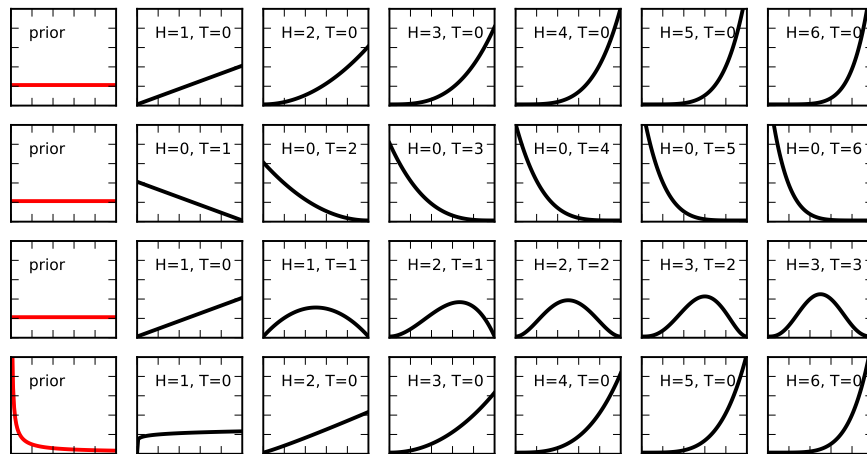 prior
H=1, T=0
H=2, T=0
H=3, T=0
H=4, T=0
H=5, T=0
H=6, T=0
prior
H=0, T=1
H=0, T=2
H=0, T=3
H=0, T=4
H=0, T=5
H=0, T=6
prior
H=1, T=0
H=1, T=1
H=2, T=1
H=2, T=2
H=3, T=2
H=3, T=3
prior
H=1, T=0
H=2, T=0
H=3, T=0
H=4, T=0
H=5, T=0
H=6, T=0